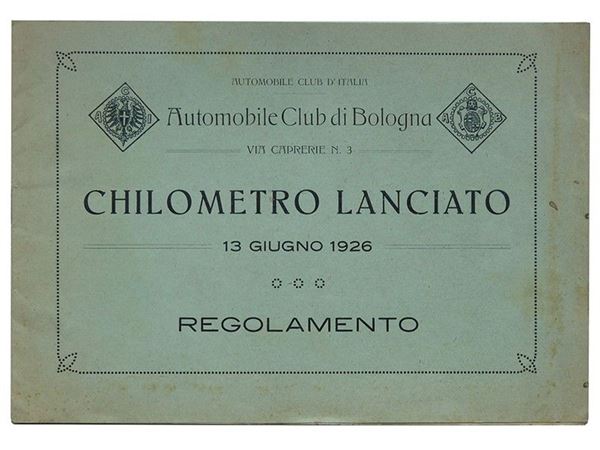 AUTOMOBILE CLUB D'ITALIA
A C I
Automobile Club di Bologna
A C B
VIA CAPRERIE N. 3
CHILOMETRO LANCIATO
13 GIUGNO 1926
REGOLAMENTO